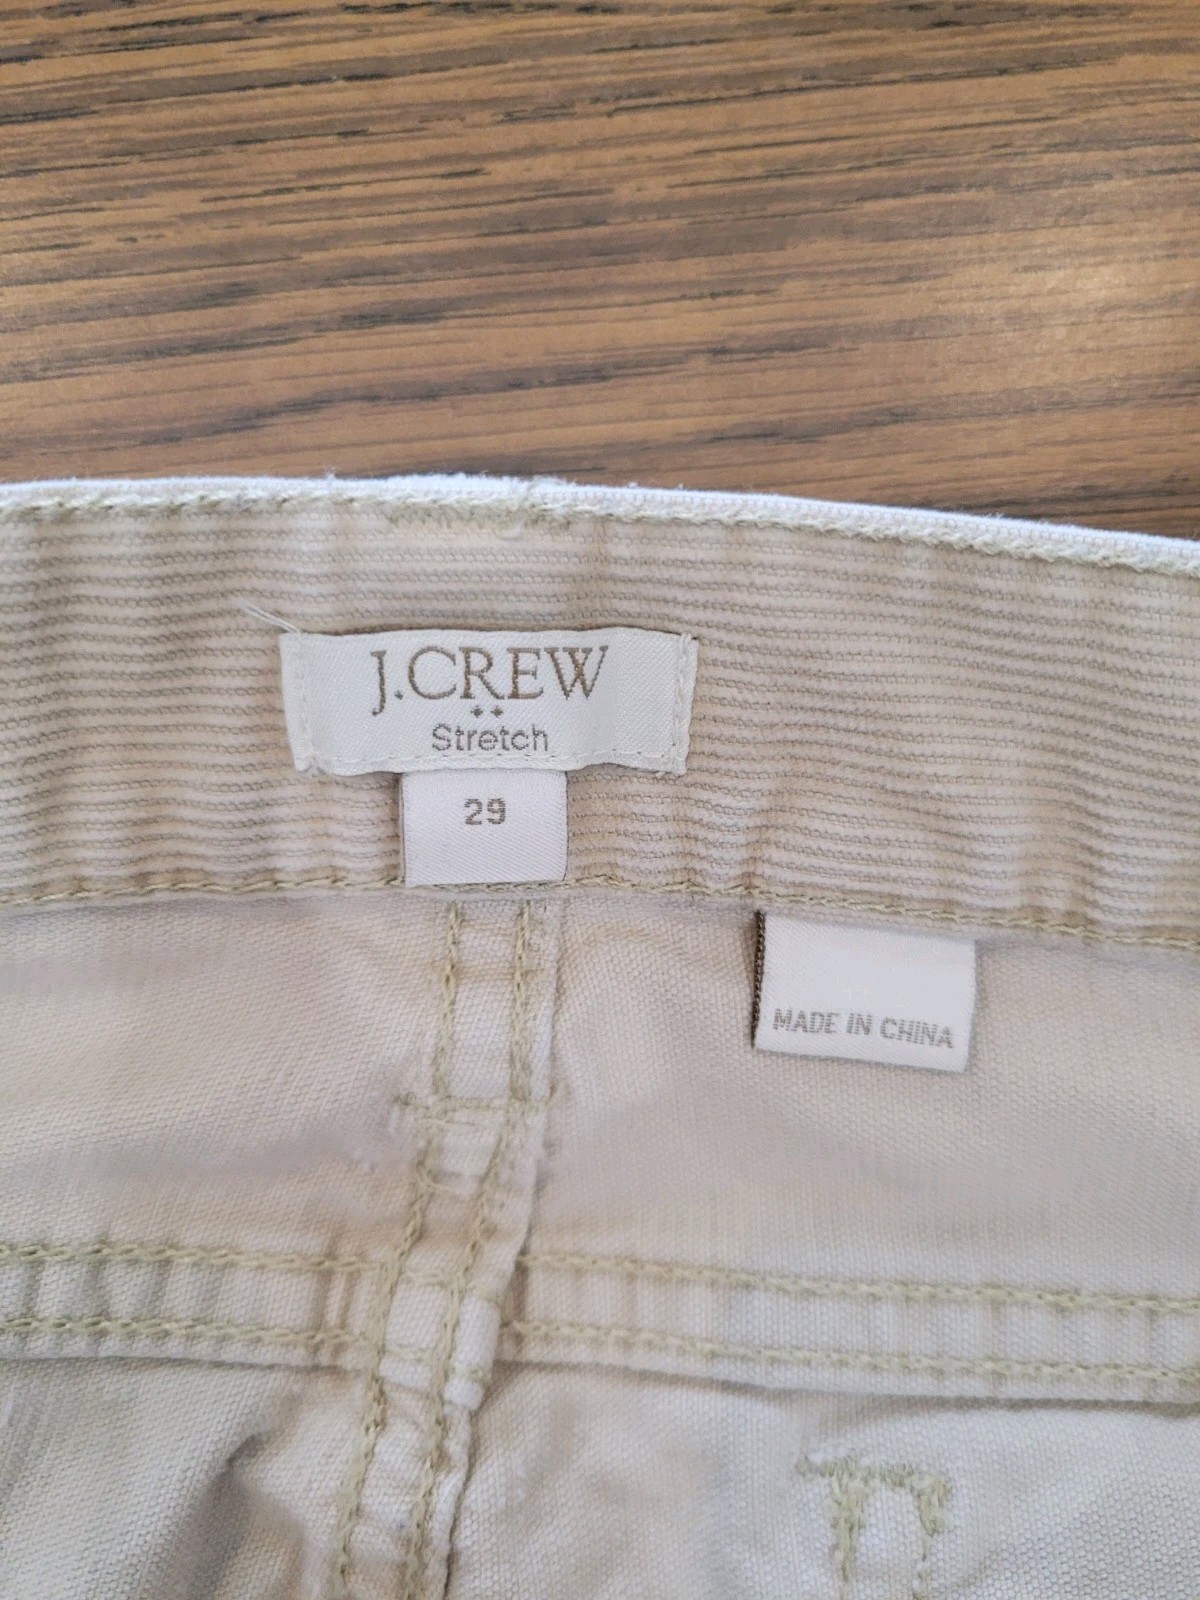 J.CREW
Stretch
29
MADE IN CHINA